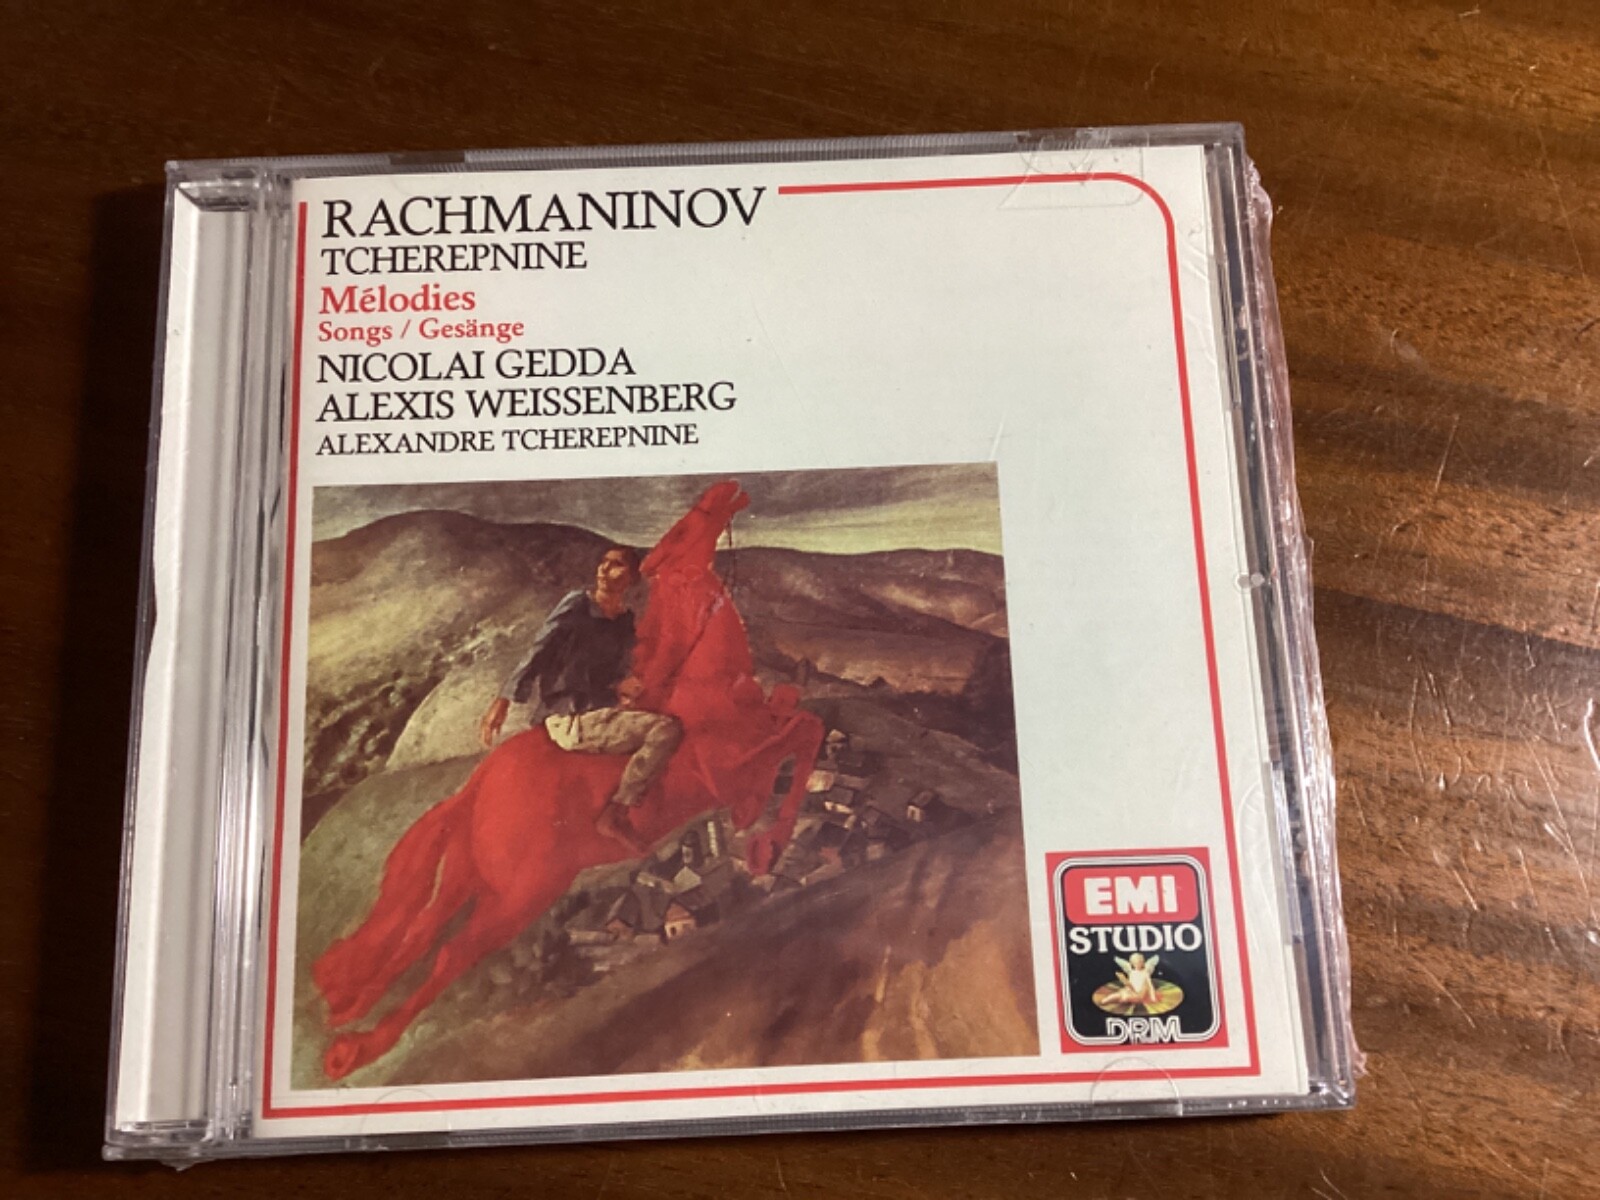 RACHMANINOV
TCHEREPNINE
Mélodies
Songs / Gesänge
NICOLAI GEDDA
ALEXIS WEISSENBERG
ALEXANDRE TCHEREPNINE
EMI
STUDIO
DRM